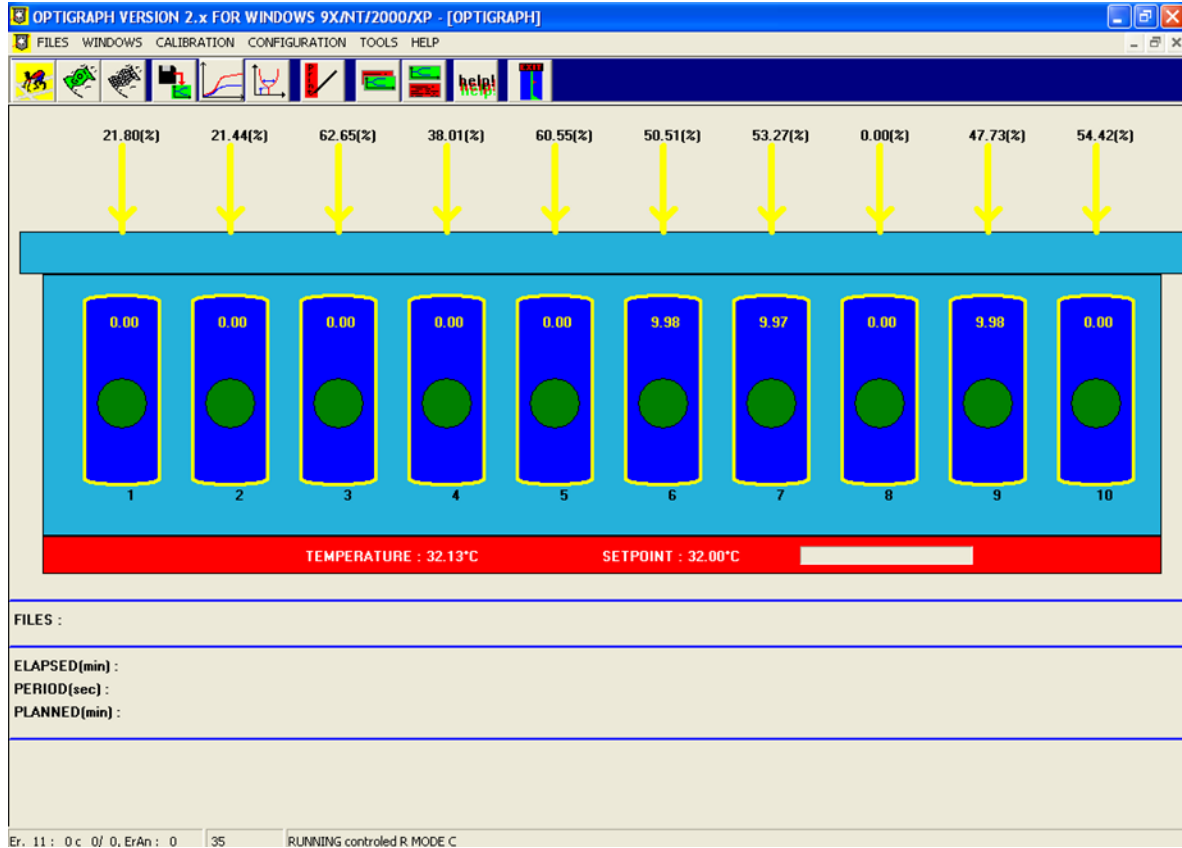 OPTIGRAPH VERSION 2.x FOR WINDOWS 9X/NT/2000/XP - [OPTIGRAPH]
FILES WINDOWS CALIBRATION CONFIGURATION TOOLS HELP
help! EXIT
21.80(%) 21.44(%) 62.65(%) 38.01(%) 60.55(%) 50.51(%) 53.27(%) 0.00(%) 47.73(%) 54.42(%)
0.00 0.00 0.00 0.00 0.00 9.98 9.97 0.00 9.98 0.00
1 2 3 4 5 6 7 8 9 10
TEMPERATURE : 32.13°C SETPOINT : 32.00°C
FILES :
ELAPSED(min) :
PERIOD(sec) :
PLANNED(min) :
Er. 11 : 0 c 0/ 0, ErAn : 0 35 RUNNING controled R MODE C